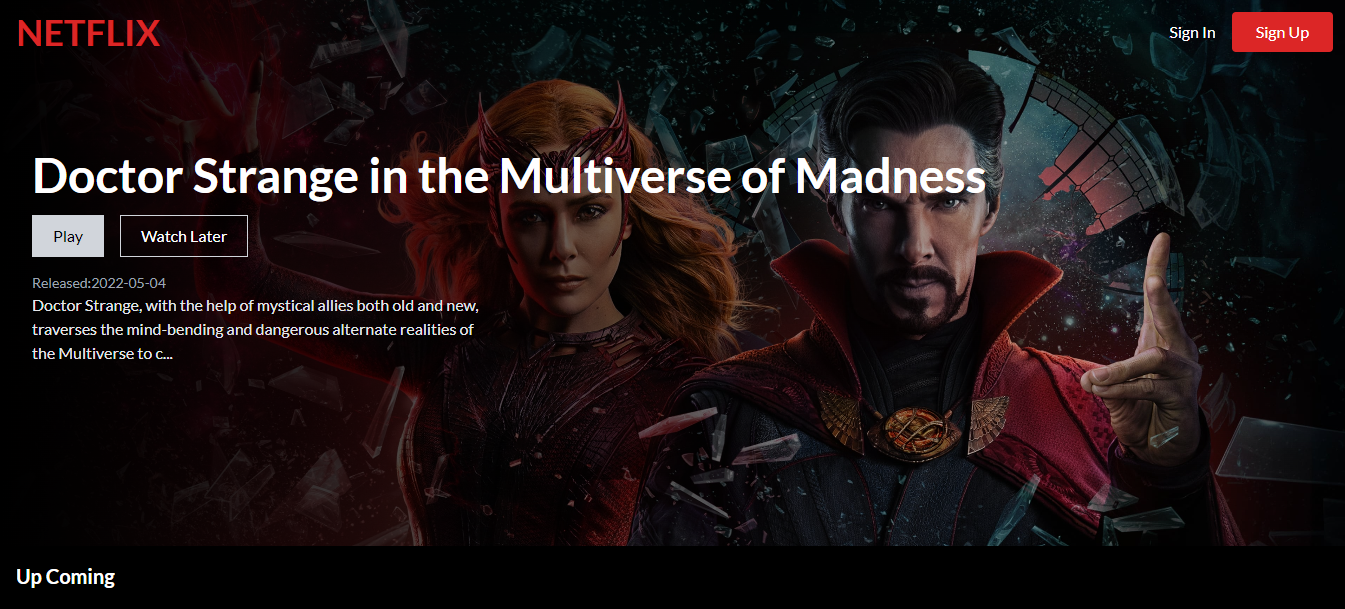 NETFLIX
Sign In
Sign Up
Doctor Strange in the Multiverse of Madness
Play
Watch Later
Released:2022-05-04
Doctor Strange, with the help of mystical allies both old and new,
traverses the mind-bending and dangerous alternate realities of
the Multiverse to c...
Up Coming